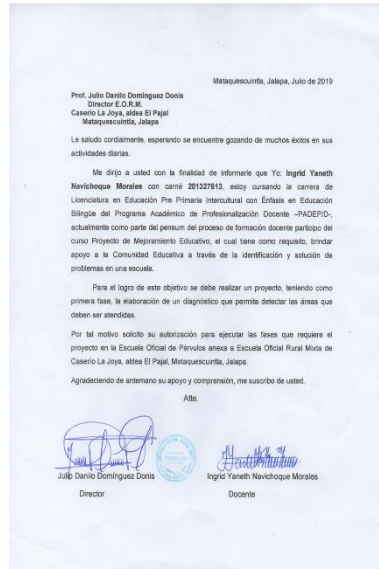 Mataquescuintla, Jalapa, Julio de 2019
Prof. Julio Danilo Domínguez Donis
Director E.O.R.M.
Caserío La Joya, aldea El Pajal
Mataquescuintla, Jalapa
Le saludo cordialmente, esperando se encuentre gozando de muchos éxitos en sus
actividades diarias.
Me dirijo a usted con la finalidad de informarle que Yo: Ingrid Yaneth
Navichoque Morales con carné 201327613, estoy cursando la carrera de
Licenciatura en Educación Pre Primaria Intercultural con Énfasis en Educación
Bilingüe del Programa Académico de Profesionalización Docente –PADEP/D-,
actualmente como parte del pensum del proceso de formación docente participo del
curso Proyecto de Mejoramiento Educativo, el cual tiene como requisito, brindar
apoyo a la Comunidad Educativa a través de la identificación y solución de
problemas en una escuela.
Para el logro de este objetivo se debe realizar un proyecto, teniendo como
primera fase, la elaboración de un diagnóstico que permita detectar las áreas que
deben ser atendidas.
Por tal motivo solicito su autorización para ejecutar las fases que requiere el
proyecto en la Escuela Oficial de Párvulos anexa a Escuela Oficial Rural Mixta de
Caserío La Joya, aldea El Pajal, Mataquescuintla, Jalapa.
Agradeciendo de antemano su apoyo y comprensión, me suscribo de usted.
Atte.
Julio Danilo Domínguez Donis
Ingrid Yaneth Navichoque Morales
Director
Docente